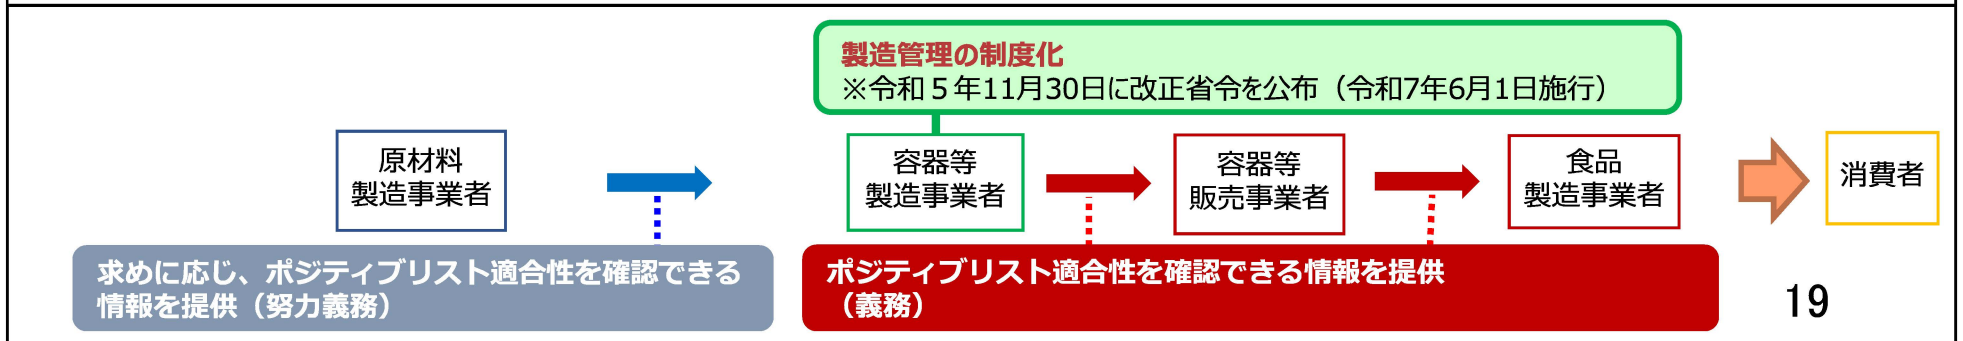 製造管理の制度化
※令和５年11月30日に改正省令を公布（令和7年6月1日施行）
原材料
製造事業者
容器等
製造事業者
容器等
販売事業者
食品
製造事業者
消費者
求めに応じ、ポジティブリスト適合性を確認できる
情報を提供（努力義務）
ポジティブリスト適合性を確認できる情報を提供
（義務）
19